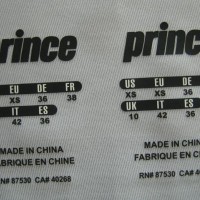 prince
EU DE FR
XS 36 38
IT ES
42 36
MADE IN CHINA
FABRIQUE EN CHINE
RN# 87530 CA# 40268
prince
US EU DE
XS XS 36
UK IT ES
10 42 36
MADE IN CHINA
FABRIQUE EN CHINE
RN# 87530 CA# 4026